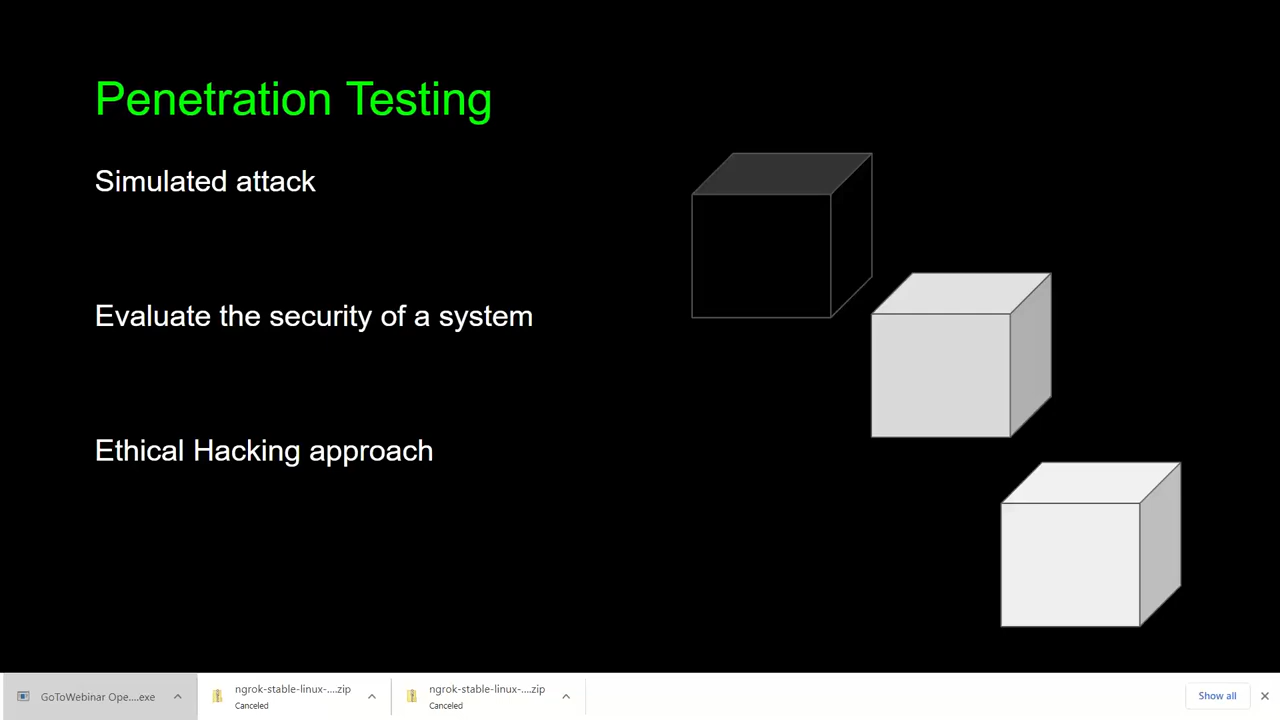 Penetration Testing
Simulated attack
Evaluate the security of a system
Ethical Hacking approach
GoToWebinar Ope....exe
ngrok-stable-linux-....zip
Canceled
ngrok-stable-linux-....zip
Canceled
Show all